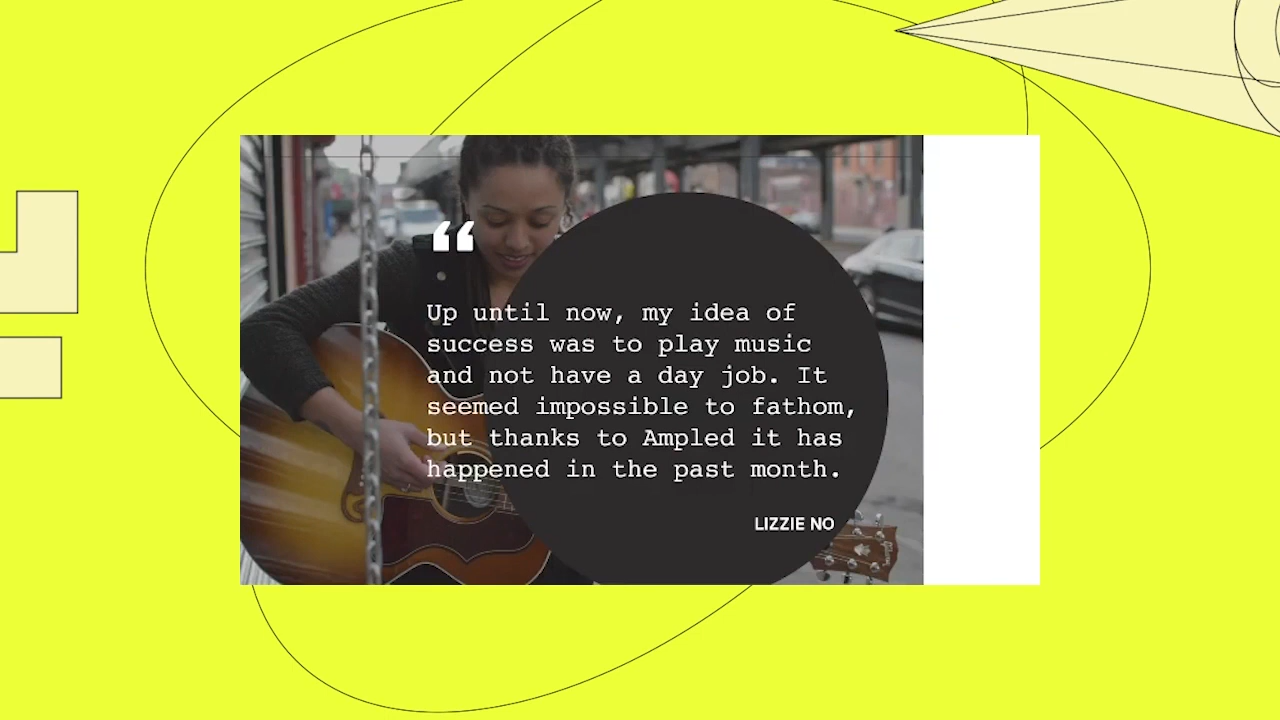 “
Up until now, my idea of
success was to play music
and not have a day job. It
seemed impossible to fathom,
but thanks to Ampled it has
happened in the past month.
LIZZIE NO